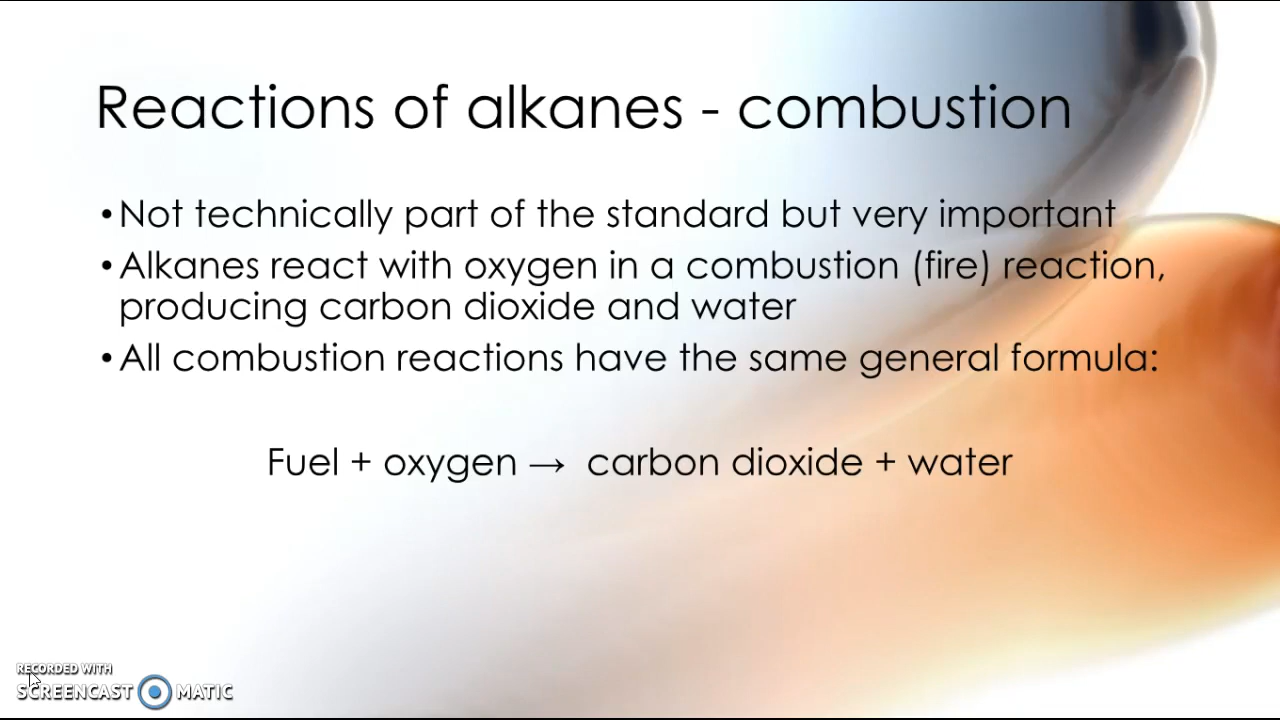 Reactions of alkanes - combustion
• Not technically part of the standard but very important
• Alkanes react with oxygen in a combustion (fire) reaction,
producing carbon dioxide and water
• All combustion reactions have the same general formula:
Fuel + oxygen → carbon dioxide + water
RECORDED WITH
SCREENCAST MATIC